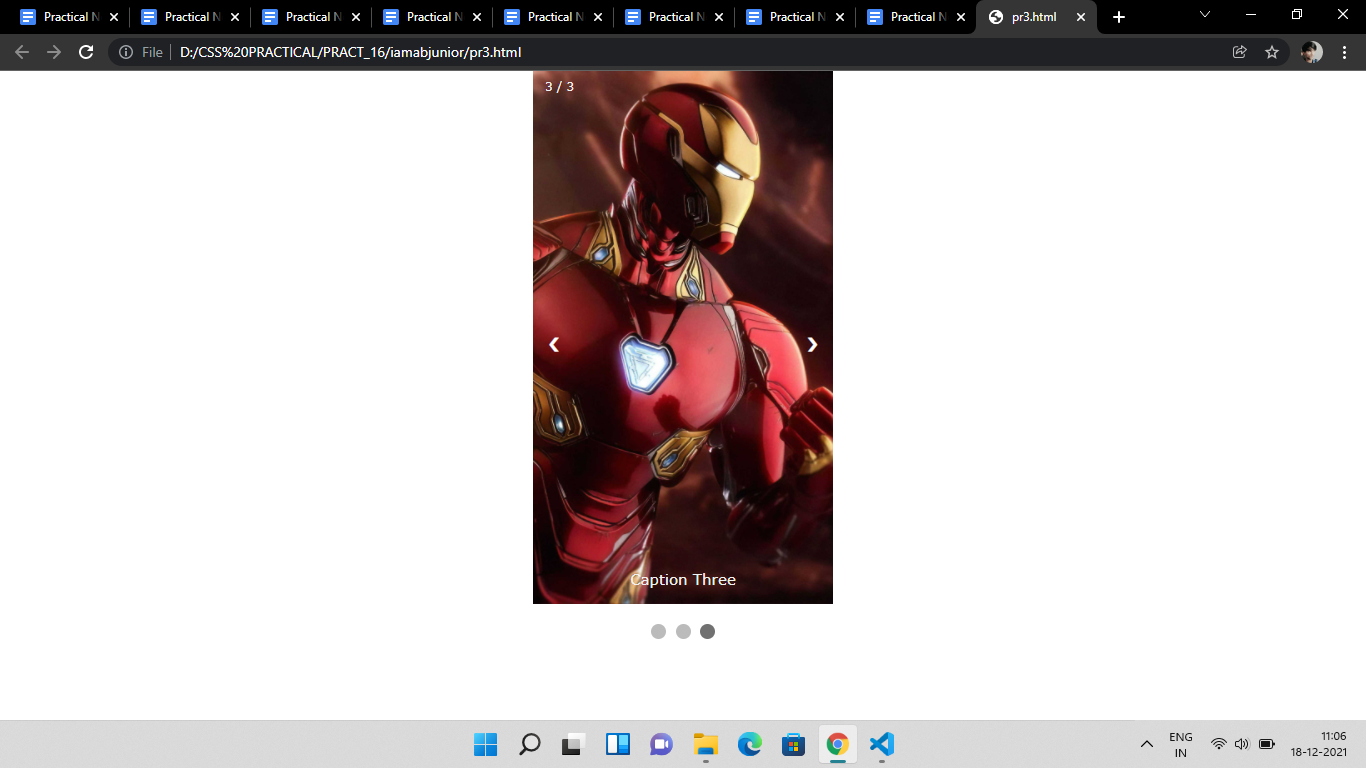 Practical N
Practical N
Practical N
Practical N
Practical N
Practical N
Practical N
Practical N
pr3.html
File
D:/CSS%20PRACTICAL/PRACT_16/iamabjunior/pr3.html
3 / 3
❮ ❯
Caption Three
ENG
IN
11:06
18-12-2021